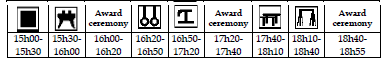 Award Award Award
ceremony ceremony ceremony
15h00- 15h30- 16h00- 16h20- 16h50- 17h20- 17h40- 18h10- 18h40-
15h30 16h00 16h20 16h50 17h20 17h40 18h10 18h40 18h55